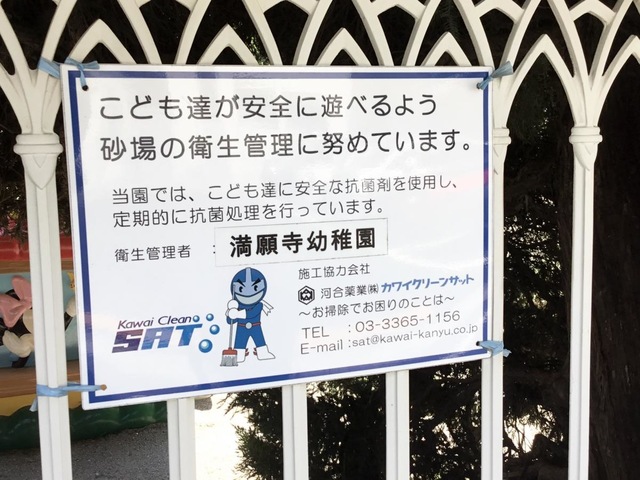 こども達が安全に遊べるよう
砂場の衛生管理に努めています。
当園では、こども達に安全な抗菌剤を使用し、
定期的に抗菌処理を行っています。
衛生管理者 満願寺幼稚園
施工協力会社
河合薬業㈱ カワイクリーンサット
〜お掃除でお困りのことは〜
TEL :03-3365-1156
E-mail:sat@kawai-kanyu.co.jp
Kawai Clean
SAT